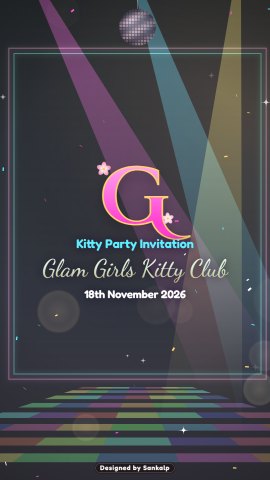 G
Kitty Party Invitation
Glam Girls Kitty Club
18th November 2026
Designed by Sankalp